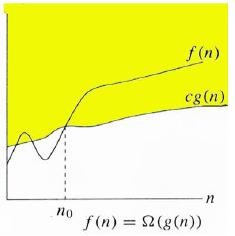 f(n)
cg(n)
n
n₀
f(n) = Ω(g(n))